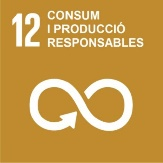 12 CONSUM
I PRODUCCIÓ
RESPONSABLES